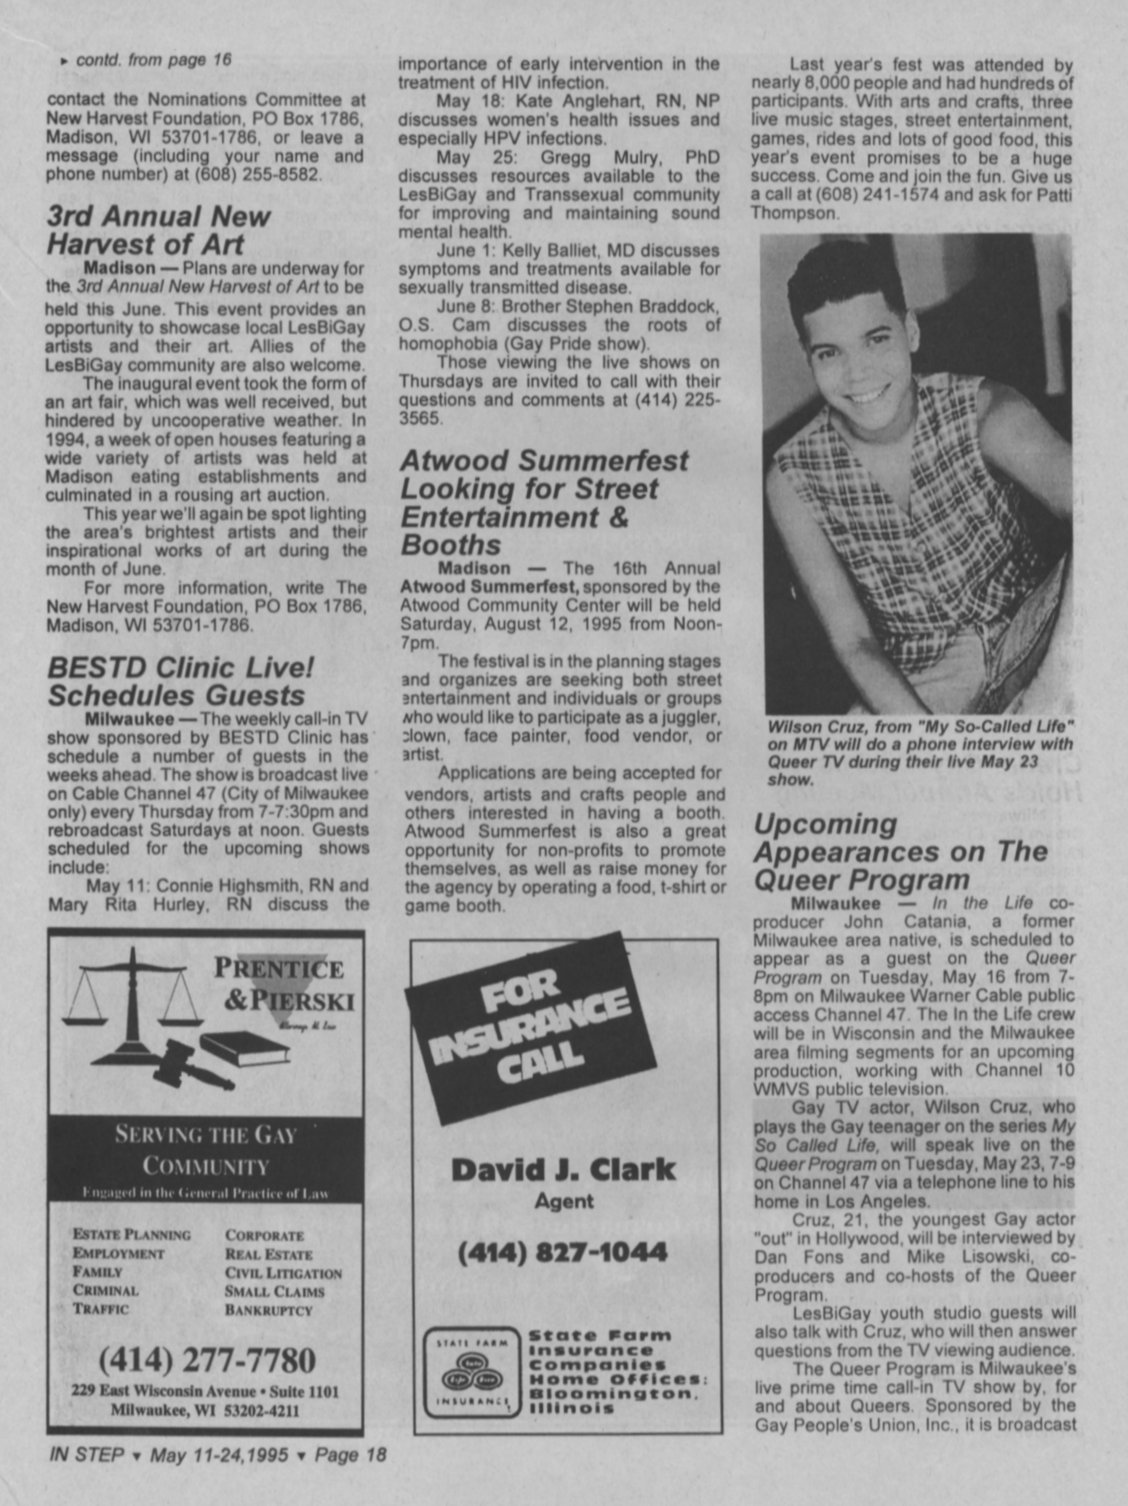 ► contd. from page 16
contact the Nominations Committee at
New Harvest Foundation, PO Box 1786,
Madison, WI 53701-1786, or leave a
message (including your name and
phone number) at (608) 255-8582.
3rd Annual New
Harvest of Art
Madison — Plans are underway for
the 3rd Annual New Harvest of Art to be
held this June. This event provides an
opportunity to showcase local LesBiGay
artists and their art. Allies of the
LesBiGay community are also welcome.
The inaugural event took the form of
an art fair, which was well received, but
hindered by uncooperative weather. In
1994, a week of open houses featuring a
wide variety of artists was held at
Madison eating establishments and
culminated in a rousing art auction.
This year we'll again be spot lighting
the area's brightest artists and their
inspirational works of art during the
month of June.
For more information, write The
New Harvest Foundation, PO Box 1786,
Madison, WI 53701-1786.
BESTD Clinic Live!
Schedules Guests
Milwaukee — The weekly call-in TV
show sponsored by BESTD Clinic has
schedule a number of guests in the
weeks ahead. The show is broadcast live
on Cable Channel 47 (City of Milwaukee
only) every Thursday from 7-7:30pm and
rebroadcast Saturdays at noon. Guests
scheduled for the upcoming shows
include:
May 11: Connie Highsmith, RN and
Mary Rita Hurley, RN discuss the
PRENTICE
& PIERSKI
Attorneys At Law
SERVING THE GAY
COMMUNITY
Engaged in the General Practice of Law
ESTATE PLANNING
EMPLOYMENT
FAMILY
CRIMINAL
TRAFFIC
CORPORATE
REAL ESTATE
CIVIL LITIGATION
SMALL CLAIMS
BANKRUPTCY
(414) 277-7780
229 East Wisconsin Avenue • Suite 1101
Milwaukee, WI 53202-4211
importance of early intervention in the
treatment of HIV infection.
May 18: Kate Anglehart, RN, NP
discusses women's health issues and
especially HPV infections.
May 25: Gregg Mulry, PhD
discusses resources available to the
LesBiGay and Transsexual community
for improving and maintaining sound
mental health.
June 1: Kelly Balliet, MD discusses
symptoms and treatments available for
sexually transmitted disease.
June 8: Brother Stephen Braddock,
O.S. Cam discusses the roots of
homophobia (Gay Pride show).
Those viewing the live shows on
Thursdays are invited to call with their
questions and comments at (414) 225-
3565.
Atwood Summerfest
Looking for Street
Entertainment &
Booths
Madison — The 16th Annual
Atwood Summerfest, sponsored by the
Atwood Community Center will be held
Saturday, August 12, 1995 from Noon-
7pm.
The festival is in the planning stages
and organizes are seeking both street
entertainment and individuals or groups
who would like to participate as a juggler,
clown, face painter, food vendor, or
artist.
Applications are being accepted for
vendors, artists and crafts people and
others interested in having a booth.
Atwood Summerfest is also a great
opportunity for non-profits to promote
themselves, as well as raise money for
the agency by operating a food, t-shirt or
game booth.
FOR
INSURANCE
CALL
David J. Clark
Agent
(414) 827-1044
STATE FARM
INSURANCE
State Farm
Insurance
Companies
Home Offices:
Bloomington,
Illinois
Last year's fest was attended by
nearly 8,000 people and had hundreds of
participants. With arts and crafts, three
live music stages, street entertainment,
games, rides and lots of good food, this
year's event promises to be a huge
success. Come and join the fun. Give us
a call at (608) 241-1574 and ask for Patti
Thompson.
Wilson Cruz, from "My So-Called Life"
on MTV will do a phone interview with
Queer TV during their live May 23
show.
Upcoming
Appearances on The
Queer Program
Milwaukee — In the Life co-
producer John Catania, a former
Milwaukee area native, is scheduled to
appear as a guest on the Queer
Program on Tuesday, May 16 from 7-
8pm on Milwaukee Warner Cable public
access Channel 47. The In the Life crew
will be in Wisconsin and the Milwaukee
area filming segments for an upcoming
production, working with Channel 10
WMVS public television.
Gay TV actor, Wilson Cruz, who
plays the Gay teenager on the series My
So Called Life, will speak live on the
Queer Program on Tuesday, May 23, 7-9
on Channel 47 via a telephone line to his
home in Los Angeles.
Cruz, 21, the youngest Gay actor
"out" in Hollywood, will be interviewed by
Dan Fons and Mike Lisowski, co-
producers and co-hosts of the Queer
Program.
LesBiGay youth studio guests will
also talk with Cruz, who will then answer
questions from the TV viewing audience.
The Queer Program is Milwaukee's
live prime time call-in TV show by, for
and about Queers. Sponsored by the
Gay People's Union, Inc., it is broadcast
IN STEP ▼ May 11-24, 1995 ▼ Page 18